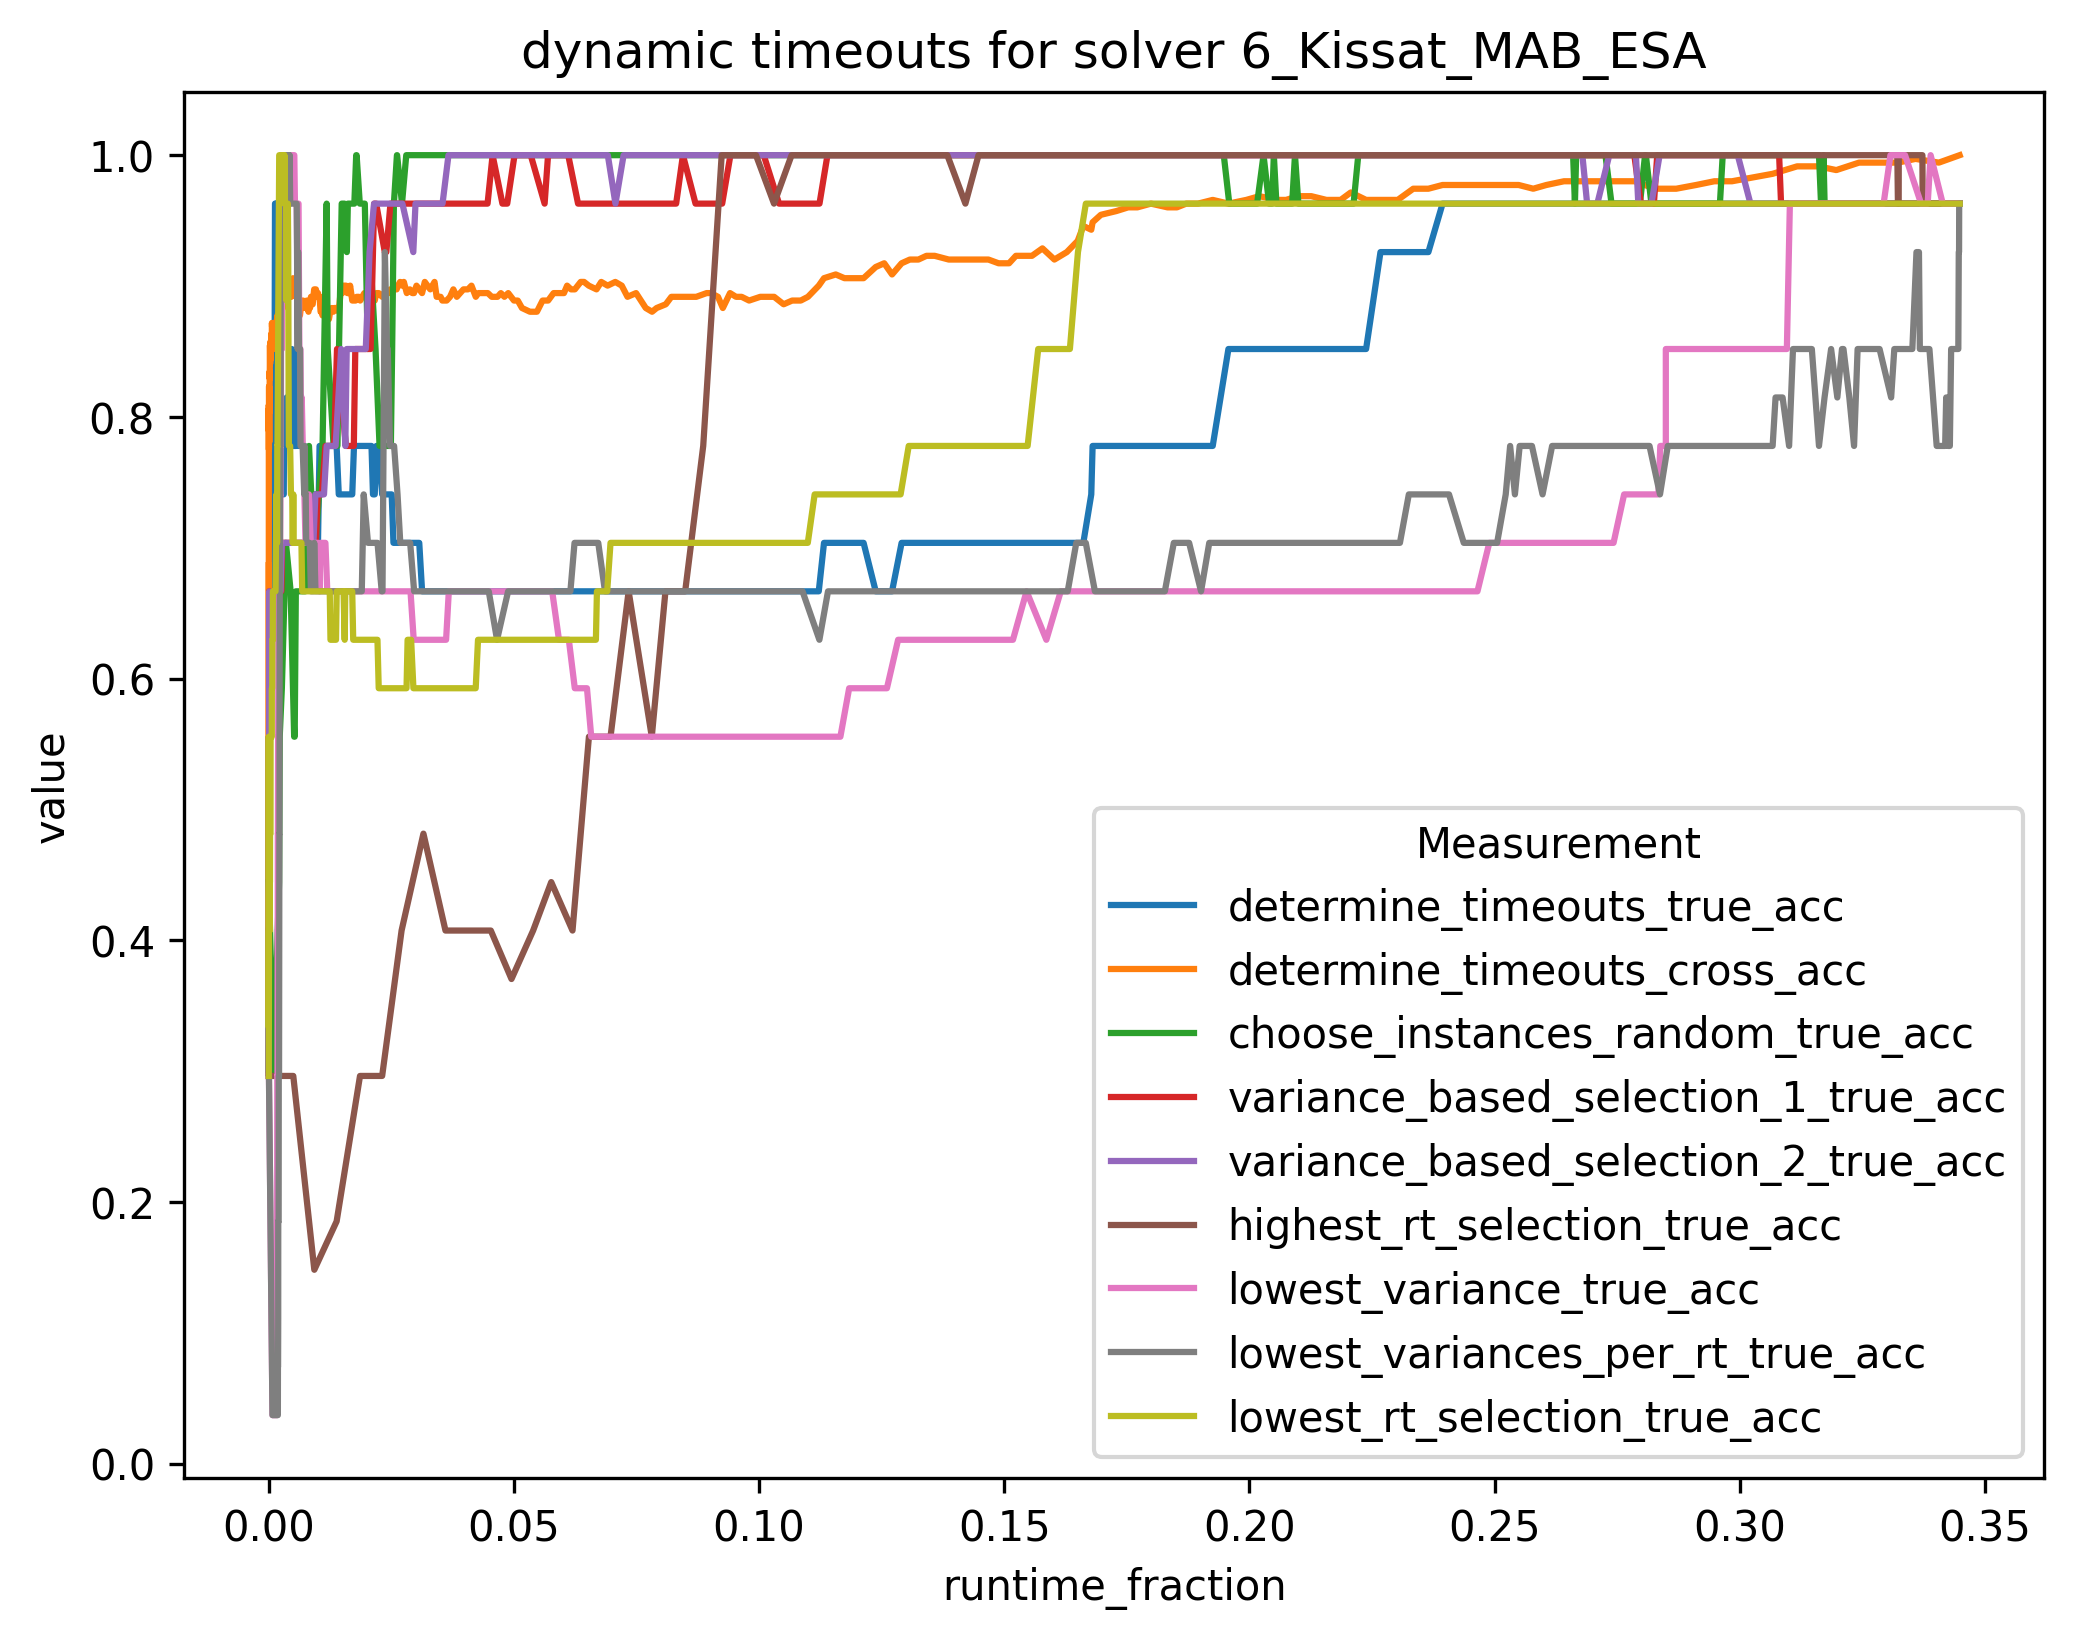 dynamic timeouts for solver 6_Kissat_MAB_ESA
1.0
0.8
0.6
0.4
0.2
0.0
value
0.00 0.05 0.10 0.15 0.20 0.25 0.30 0.35
runtime_fraction
Measurement
determine_timeouts_true_acc
determine_timeouts_cross_acc
choose_instances_random_true_acc
variance_based_selection_1_true_acc
variance_based_selection_2_true_acc
highest_rt_selection_true_acc
lowest_variance_true_acc
lowest_variances_per_rt_true_acc
lowest_rt_selection_true_acc